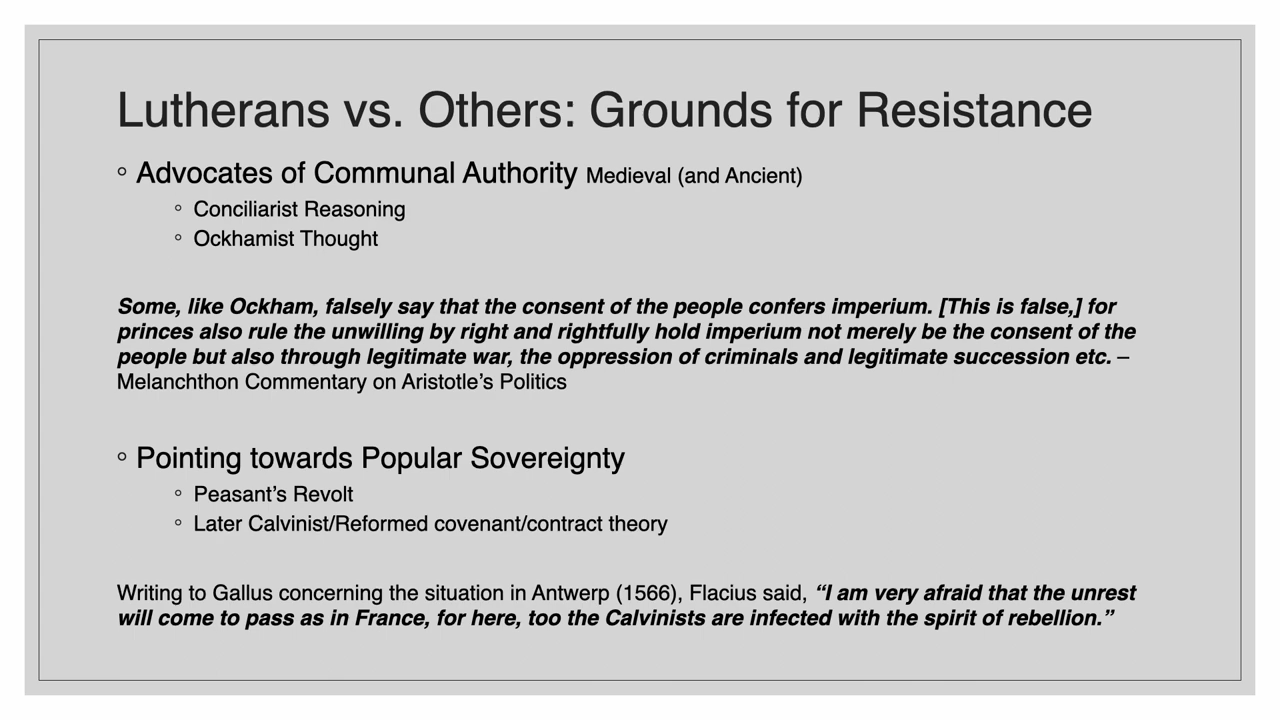 Lutherans vs. Others: Grounds for Resistance
◦ Advocates of Communal Authority Medieval (and Ancient)
◦ Conciliarist Reasoning
◦ Ockhamist Thought
Some, like Ockham, falsely say that the consent of the people confers imperium. [This is false,] for
princes also rule the unwilling by right and rightfully hold imperium not merely be the consent of the
people but also through legitimate war, the oppression of criminals and legitimate succession etc. –
Melanchthon Commentary on Aristotle’s Politics
◦ Pointing towards Popular Sovereignty
◦ Peasant’s Revolt
◦ Later Calvinist/Reformed covenant/contract theory
Writing to Gallus concerning the situation in Antwerp (1566), Flacius said, “I am very afraid that the unrest
will come to pass as in France, for here, too the Calvinists are infected with the spirit of rebellion.”